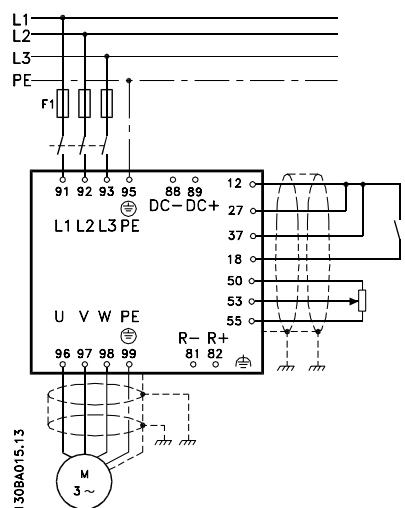 L1
L2
L3
PE
F1
91 92 93 95 88 89 12
DC- DC+
L1 L2 L3 PE
27
37
18
50
53
55
U V W PE
R- R+
96 97 98 99 81 82
M
3 ~
130BA015.13